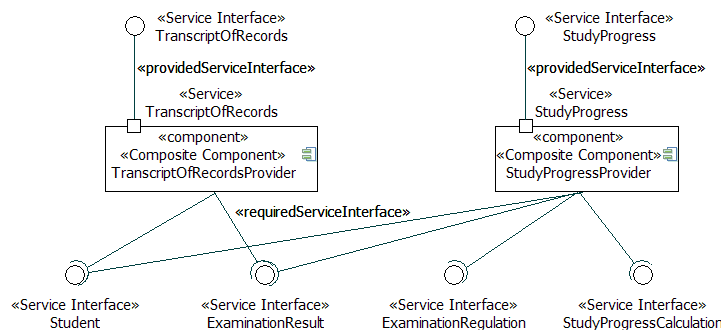 «Service Interface»
TranscriptOfRecords
«Service Interface»
StudyProgress
«providedServiceInterface»
«providedServiceInterface»
«Service»
TranscriptOfRecords
«Service»
StudyProgress
«component»
«Composite Component»
TranscriptOfRecordsProvider
«component»
«Composite Component»
StudyProgressProvider
«requiredServiceInterface»
«Service Interface»
Student
«Service Interface»
ExaminationResult
«Service Interface»
ExaminationRegulation
«Service Interface»
StudyProgressCalculation